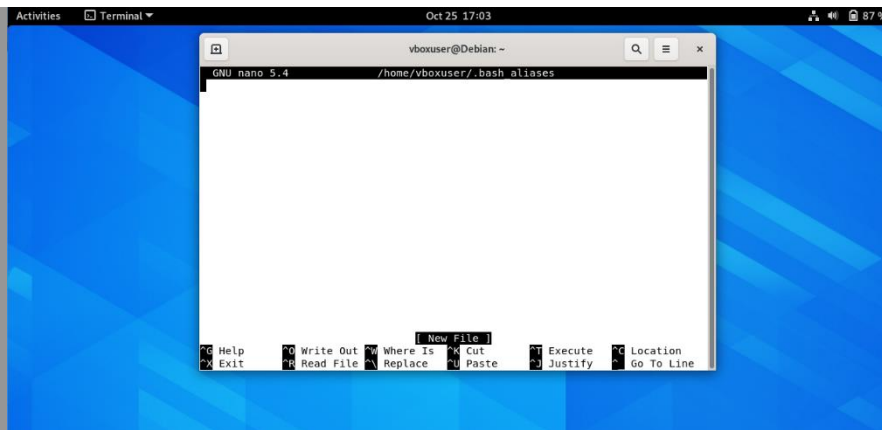 Activities Terminal Oct 25 17:03 87%
vboxuser@Debian: ~
GNU nano 5.4 /home/vboxuser/.bash_aliases
[ New File ]
^G Help ^O Write Out ^W Where Is ^K Cut ^T Execute ^C Location
^X Exit ^R Read File ^\ Replace ^U Paste ^J Justify ^_ Go To Line